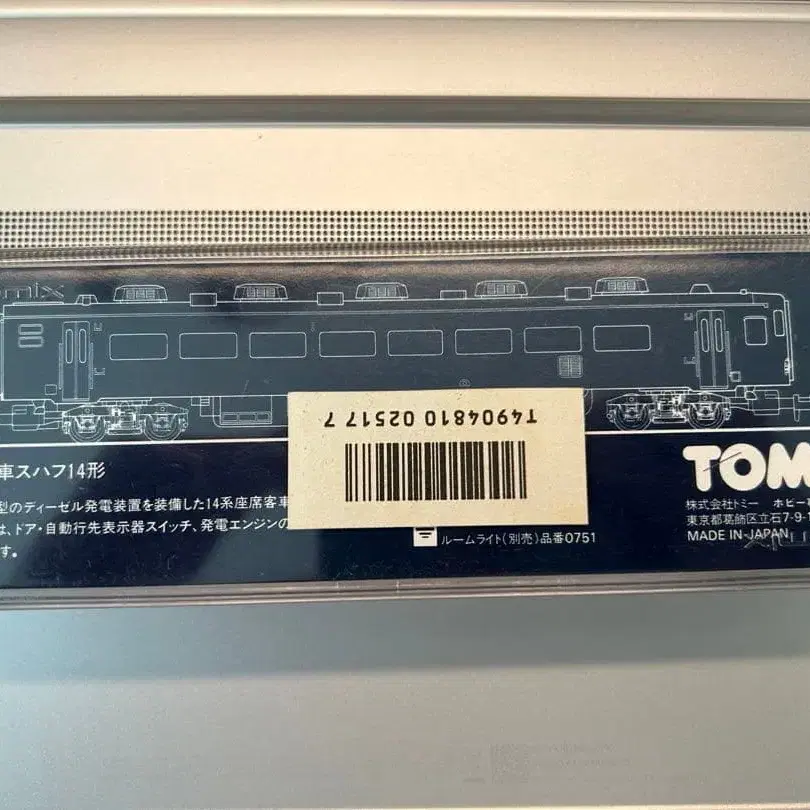 mix
T4904810 02517 7
車スハフ14形
型のディーゼル発電装置を装備した14系座席客車
は、ドア・自動行先表示器スイッチ、発電エンジンの
す。
ルームライト(別売)品番0751
TOM
株式会社トミー ホビー
東京都葛飾区立石7-9-1
MADE IN JAPAN